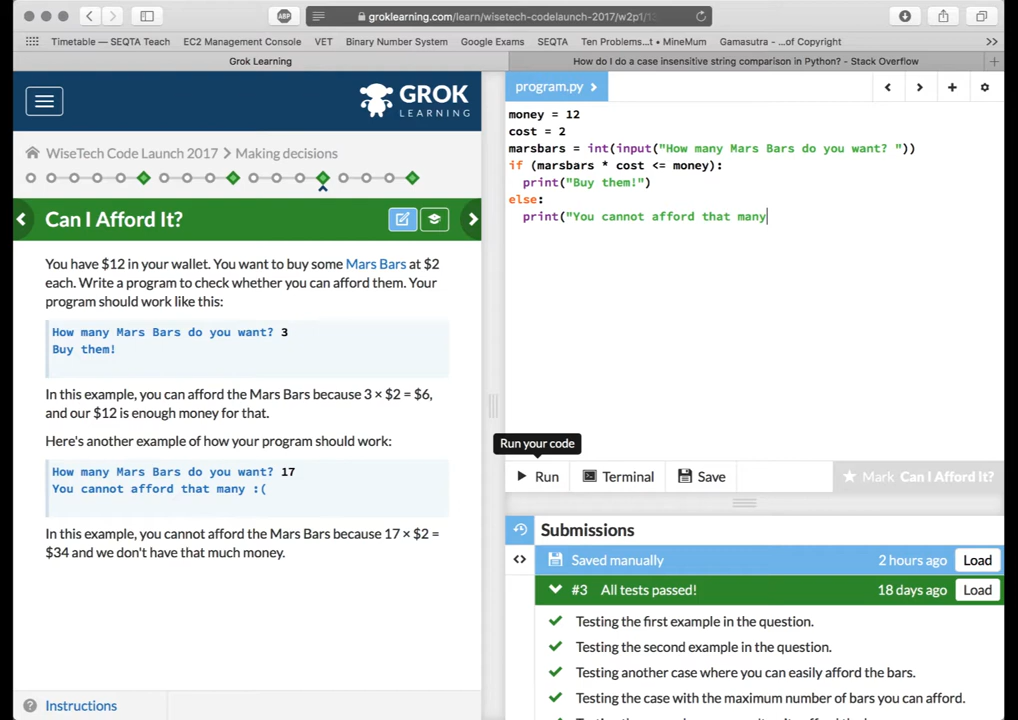 ABP
groklearning.com/learn/wisetech-codelaunch-2017/w2p1/13
Timetable — SEQTA Teach
EC2 Management Console
VET
Binary Number System
Google Exams
SEQTA
Ten Problems...t • MineMum
Gamasutra - ...of Copyright
Grok Learning
How do I do a case insensitive string comparison in Python? - Stack Overflow
GROK
LEARNING
WiseTech Code Launch 2017 > Making decisions
Can I Afford It?
You have $12 in your wallet. You want to buy some Mars Bars at $2
each. Write a program to check whether you can afford them. Your
program should work like this:
How many Mars Bars do you want? 3
Buy them!
In this example, you can afford the Mars Bars because 3 × $2 = $6,
and our $12 is enough money for that.
Here's another example of how your program should work:
How many Mars Bars do you want? 17
You cannot afford that many :(
In this example, you cannot afford the Mars Bars because 17 × $2 =
$34 and we don't have that much money.
Instructions
program.py
money = 12
cost = 2
marsbars = int(input("How many Mars Bars do you want? "))
if (marsbars * cost <= money):
print("Buy them!")
else:
print("You cannot afford that many
Run your code
Run
Terminal
Save
Mark Can I Afford It?
Submissions
Saved manually
2 hours ago
Load
#3 All tests passed!
18 days ago
Load
Testing the first example in the question.
Testing the second example in the question.
Testing another case where you can easily afford the bars.
Testing the case with the maximum number of bars you can afford.